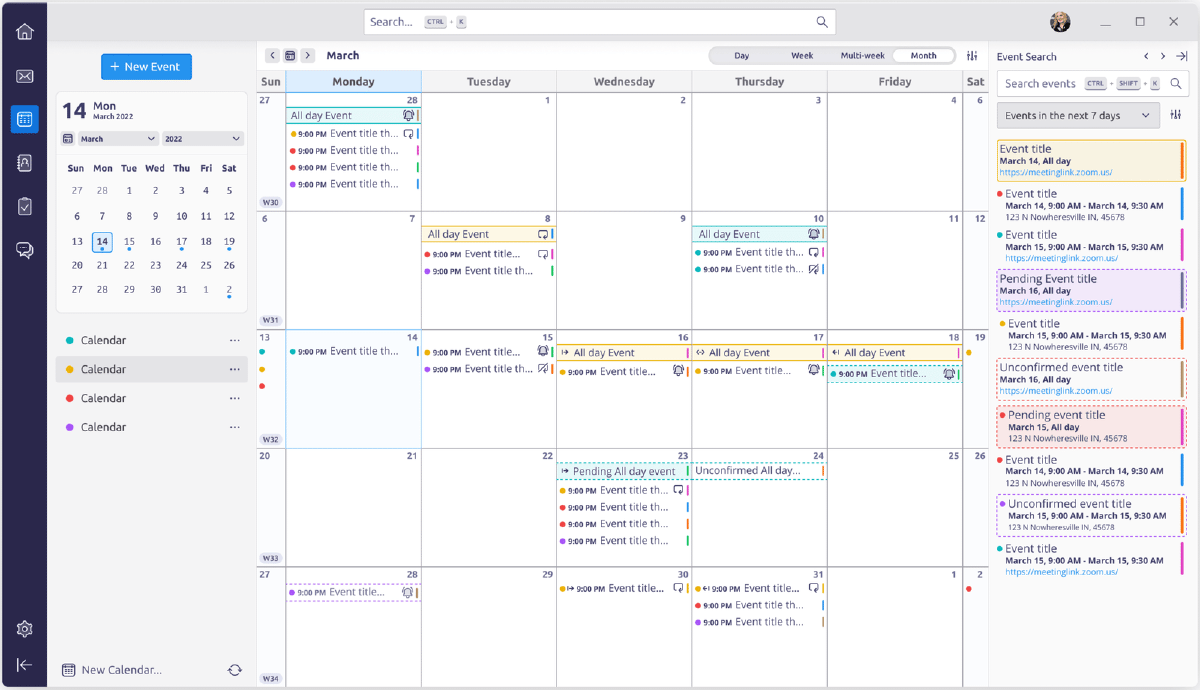 Search... CTRL + K
+ New Event
14 Mon
March 2022
March 2022
Sun Mon Tue Wed Thu Fri Sat
27 28 1 2 3 4 5
6 7 8 9 10 11 12
13 14 15 16 17 18 19
20 21 22 23 24 25 26
27 28 29 30 31 1 2
Calendar ...
Calendar ...
Calendar ...
Calendar ...
New Calendar...
March
Day Week Multi-week Month
Sun Monday Tuesday Wednesday Thursday Friday Sat
27 28 1 2 3 4 6
All day Event
9:00 PM Event title th...
9:00 PM Event title th...
9:00 PM Event title th...
9:00 PM Event title th...
W30
6 7 8 9 10 11 12
All day Event
9:00 PM Event title...
9:00 PM Event title th...
All day Event
9:00 PM Event title th...
9:00 PM Event title th...
W31
13 14 15 16 17 18 19
9:00 PM Event title th...
9:00 PM Event title...
9:00 PM Event title th...
All day Event
9:00 PM Event title...
All day Event
9:00 PM Event title...
All day Event
9:00 PM Event title...
W32
20 21 22 23 24 25 26
Pending All day event
9:00 PM Event title th...
9:00 PM Event title th...
9:00 PM Event title th...
9:00 PM Event title th...
Unconfirmed All day...
W33
27 28 29 30 31 1 2
9:00 PM Event title...
9:00 PM Event title...
9:00 PM Event title...
9:00 PM Event title th...
9:00 PM Event title th...
W34
Event Search
Search events CTRL + SHIFT + K
Events in the next 7 days
Event title
March 14, All day
https://meetinglink.zoom.us/
Event title
March 14, 9:00 AM - March 14, 9:30 AM
123 N Nowheresville IN, 45678
Event title
March 15, 9:00 AM - March 15, 9:30 AM
https://meetinglink.zoom.us/
Pending Event title
March 16, All day
https://meetinglink.zoom.us/
Event title
March 15, 9:00 AM - March 15, 9:30 AM
123 N Nowheresville IN, 45678
Unconfirmed event title
March 16, All day
https://meetinglink.zoom.us/
Pending event title
March 15, All day
123 N Nowheresville IN, 45678
Event title
March 14, 9:00 AM - March 14, 9:30 AM
123 N Nowheresville IN, 45678
Unconfirmed event title
March 15, 9:00 AM - March 15, 9:30 AM
123 N Nowheresville IN, 45678
Event title
March 15, 9:00 AM - March 15, 9:30 AM
https://meetinglink.zoom.us/